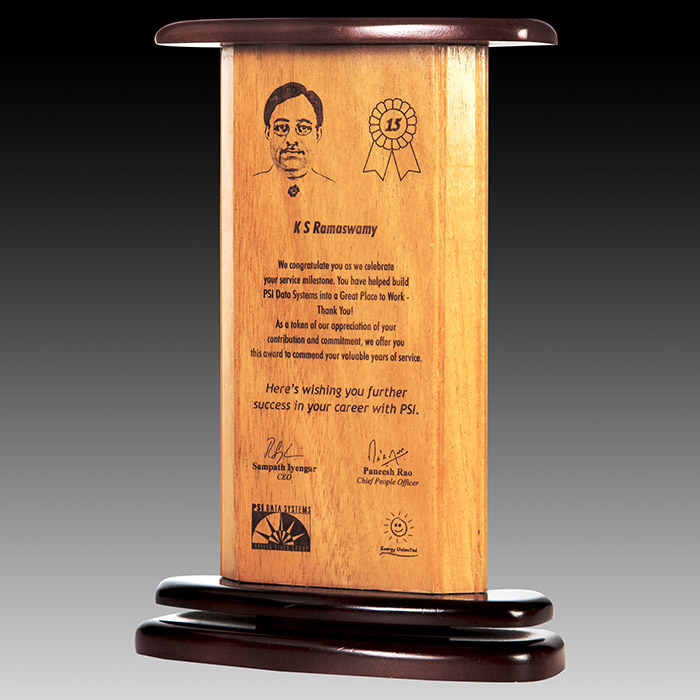 15
K S Ramaswamy
We congratulate you as we celebrate
your service milestone. You have helped build
PSI Data Systems into a Great Place to Work -
Thank You!
As a token of our appreciation of your
contribution and commitment, we offer you
this award to commend your valuable years of service.
Here's wishing you further
success in your career with PSI.
Sampath Iyengar
CEO
Paneesh Rao
Chief People Officer
PSI DATA SYSTEMS
Energy Unlimited